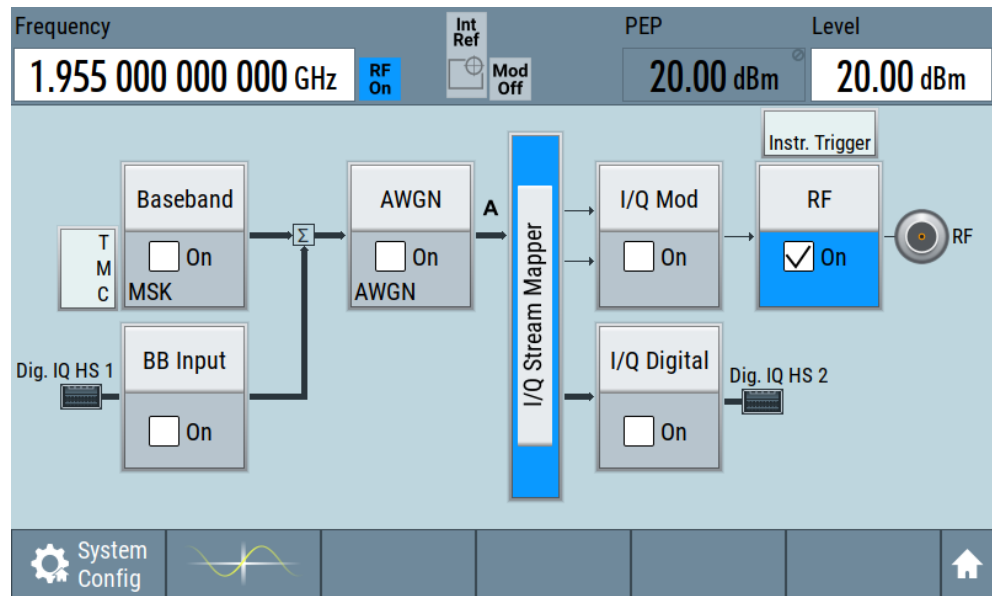 Frequency
Int
Ref
PEP
Level
1.955 000 000 000 GHz
RF
On
Mod
Off
20.00 dBm
20.00 dBm
Instr. Trigger
Baseband
AWGN
A
I/Q Mod
RF
T
M
C
On
MSK
Σ
On
AWGN
I/Q Stream Mapper
On
On
RF
Dig. IQ HS 1
BB Input
On
I/Q Digital
On
Dig. IQ HS 2
System
Config